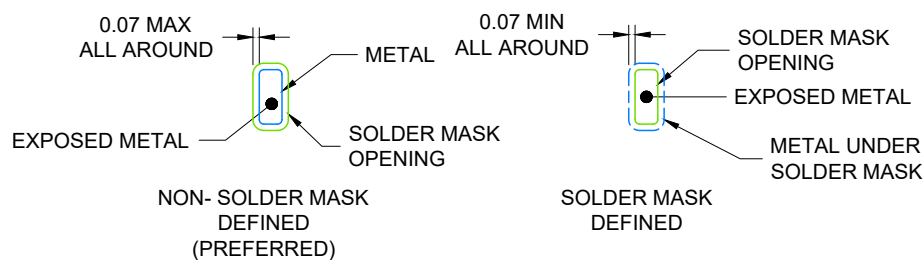 0.07 MAX
ALL AROUND
METAL
EXPOSED METAL
SOLDER MASK
OPENING
NON- SOLDER MASK
DEFINED
(PREFERRED)
0.07 MIN
ALL AROUND
SOLDER MASK
OPENING
EXPOSED METAL
METAL UNDER
SOLDER MASK
SOLDER MASK
DEFINED